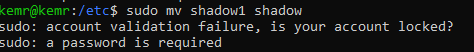 kemr@kemr:/etc$ sudo mv shadow1 shadow
sudo: account validation failure, is your account locked?
sudo: a password is required